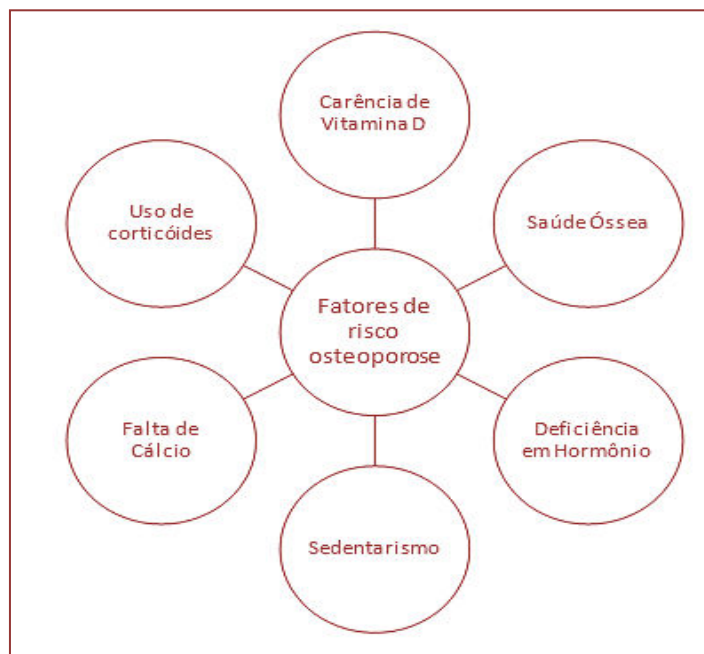 Carência de
Vitamina D
Uso de
corticóides
Saúde Óssea
Fatores de
risco
osteoporose
Falta de
Cálcio
Deficiência
em Hormônio
Sedentarismo